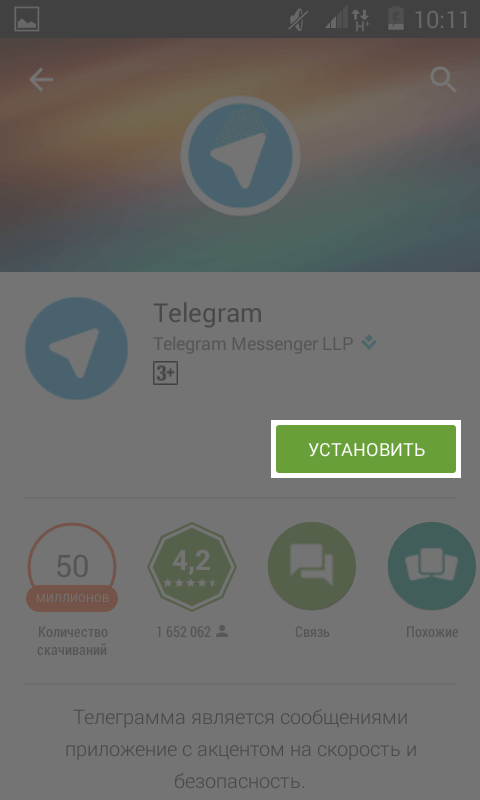 10:11
Telegram
Telegram Messenger LLP
3+
УСТАНОВИТЬ
50
МИЛЛИОНОВ
4,2
Количество
скачиваний
1 652 062
Связь
Похожие
Телеграмма является сообщениями
приложение с акцентом на скорость и
безопасность.